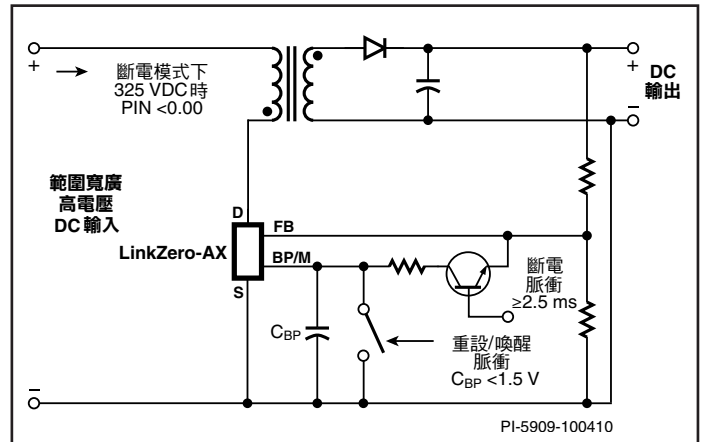 +
斷電模式下
325 VDC時
PIN <0.00
+
DC
輸出
−
範圍寬廣
高電壓
DC輸入
D
FB
LinkZero-AX
BP/M
S
斷電
脈衝
≥2.5 ms
CBP
重設/喚醒
脈衝
CBP <1.5 V
−
PI-5909-100410